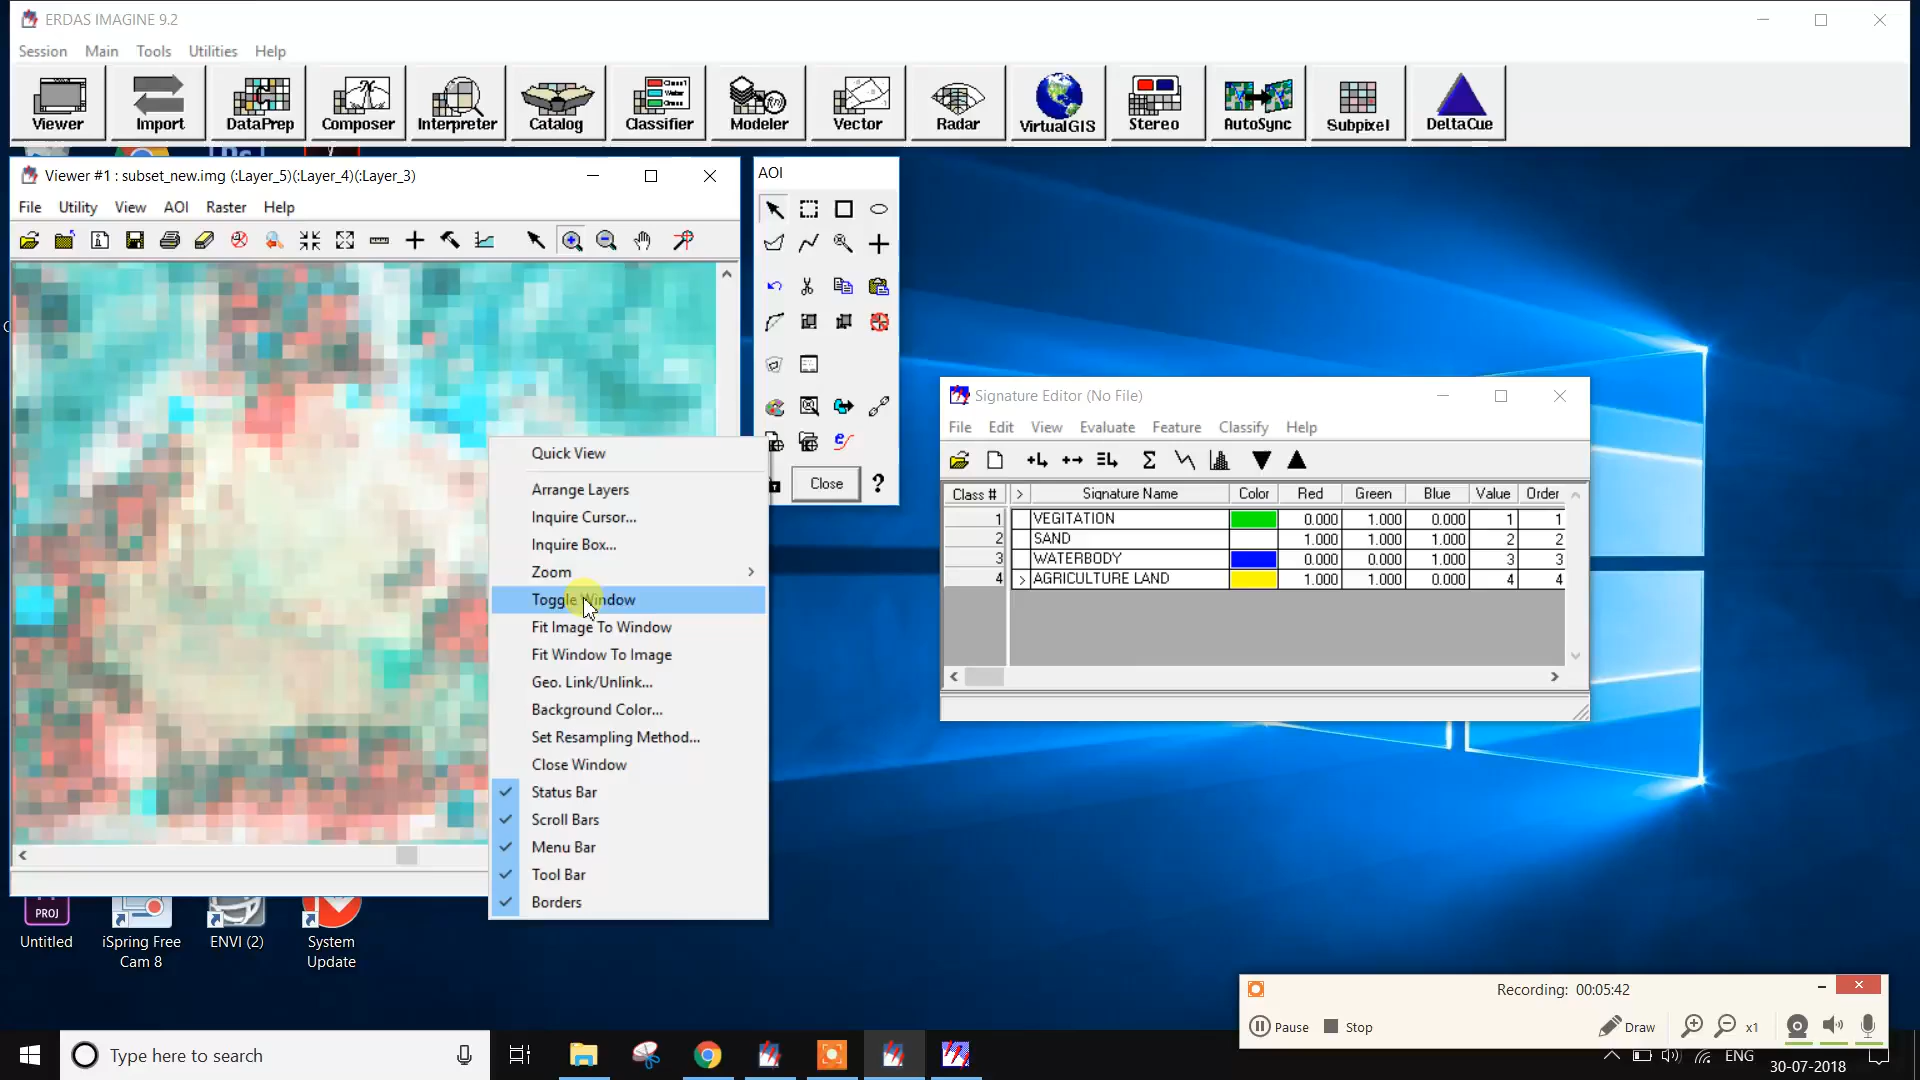 ERDAS IMAGINE 9.2
Session Main Tools Utilities Help
Viewer Import DataPrep Composer Interpreter Catalog Classifier Modeler Vector Radar VirtualGIS Stereo AutoSync Subpixel DeltaCue
Viewer #1 : subset_new.img (:Layer_5)(:Layer_4)(:Layer_3)
File Utility View AOI Raster Help
AOI
Close ?
Quick View
Arrange Layers
Inquire Cursor...
Inquire Box...
Zoom
Toggle Window
Fit Image To Window
Fit Window To Image
Geo. Link/Unlink...
Background Color...
Set Resampling Method...
Close Window
Status Bar
Scroll Bars
Menu Bar
Tool Bar
Borders
Signature Editor (No File)
File Edit View Evaluate Feature Classify Help
Class # > Signature Name Color Red Green Blue Value Order
1 VEGITATION 0.000 1.000 0.000 1 1
2 SAND 1.000 1.000 1.000 2 2
3 WATERBODY 0.000 0.000 1.000 3 3
4 > AGRICULTURE LAND 1.000 1.000 0.000 4 4
PROJ
Untitled
iSpring Free
Cam 8
ENVI (2)
System
Update
Recording: 00:05:42
Pause Stop Draw x1
Type here to search
ENG
30-07-2018